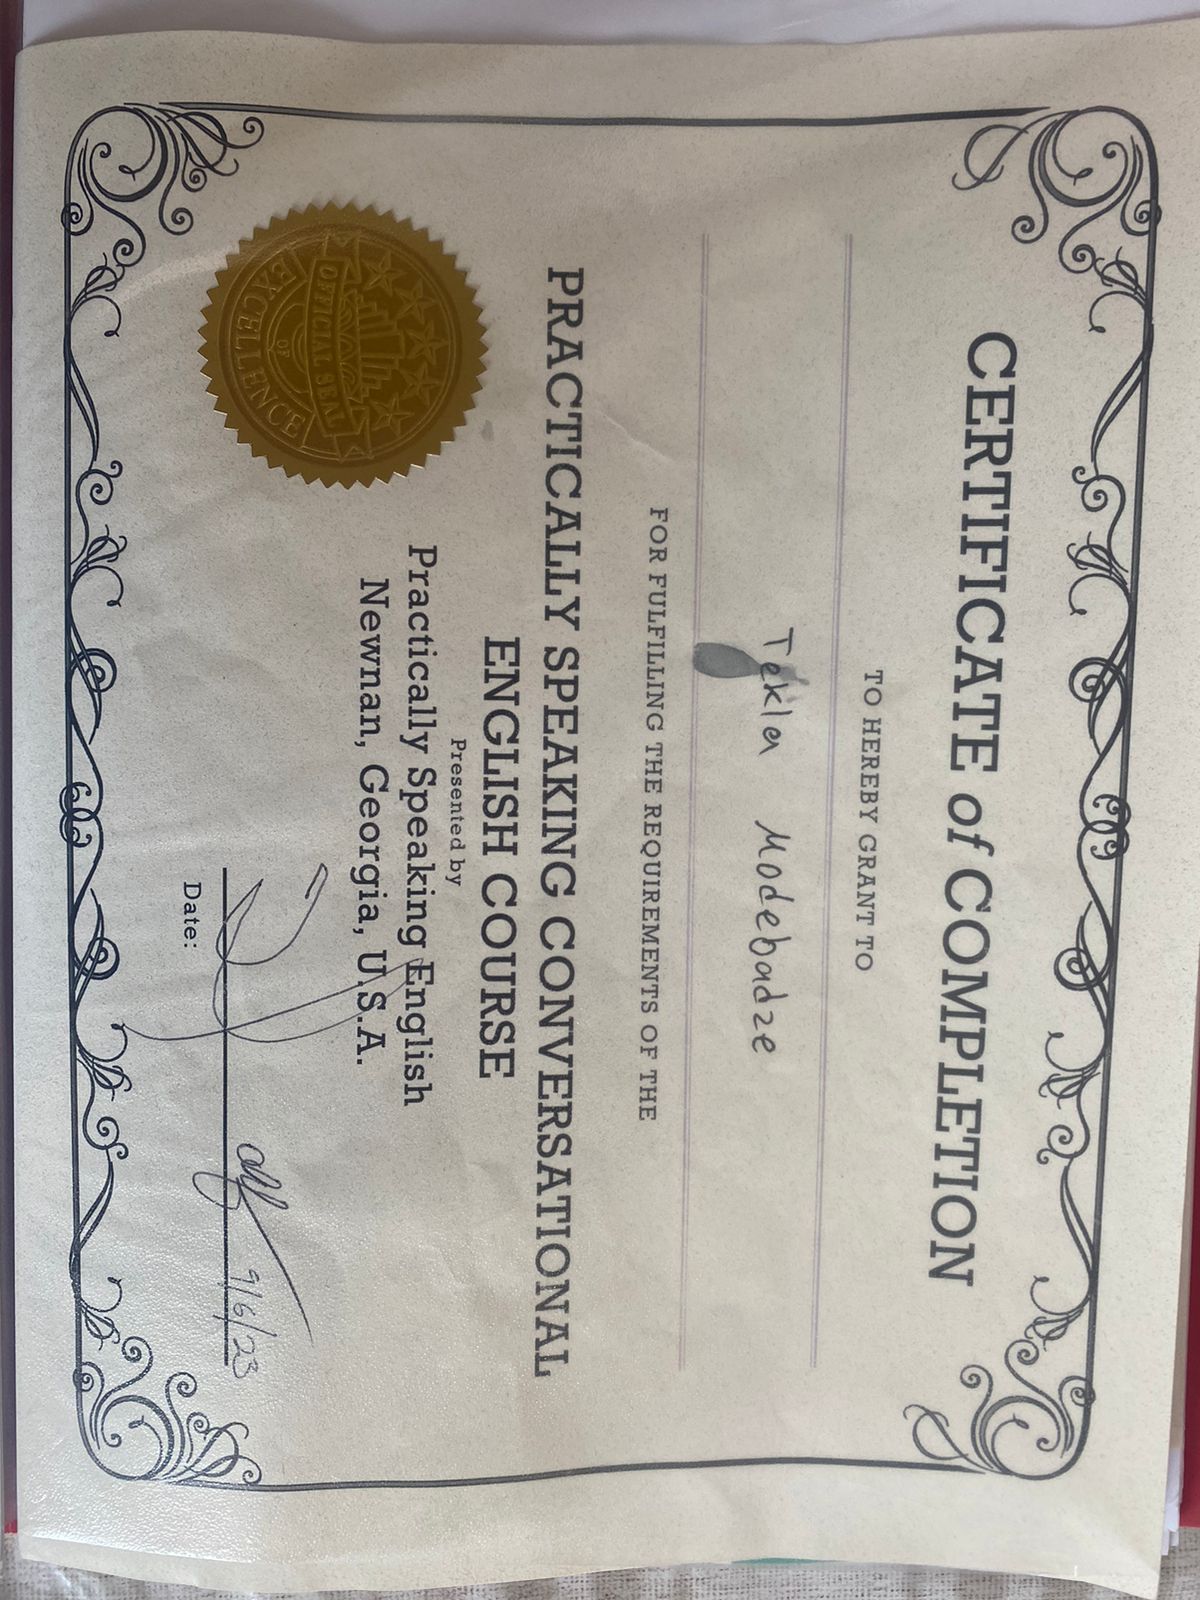 CERTIFICATE of COMPLETION
TO HEREBY GRANT TO
Tekla Modebadze
FOR FULFILLING THE REQUIREMENTS OF THE
PRACTICALLY SPEAKING CONVERSATIONAL
ENGLISH COURSE
Presented by
Practically Speaking English
Newnan, Georgia, U.S.A.
OFFICIAL SEAL
OF
EXCELLENCE
9/6/23
Date: